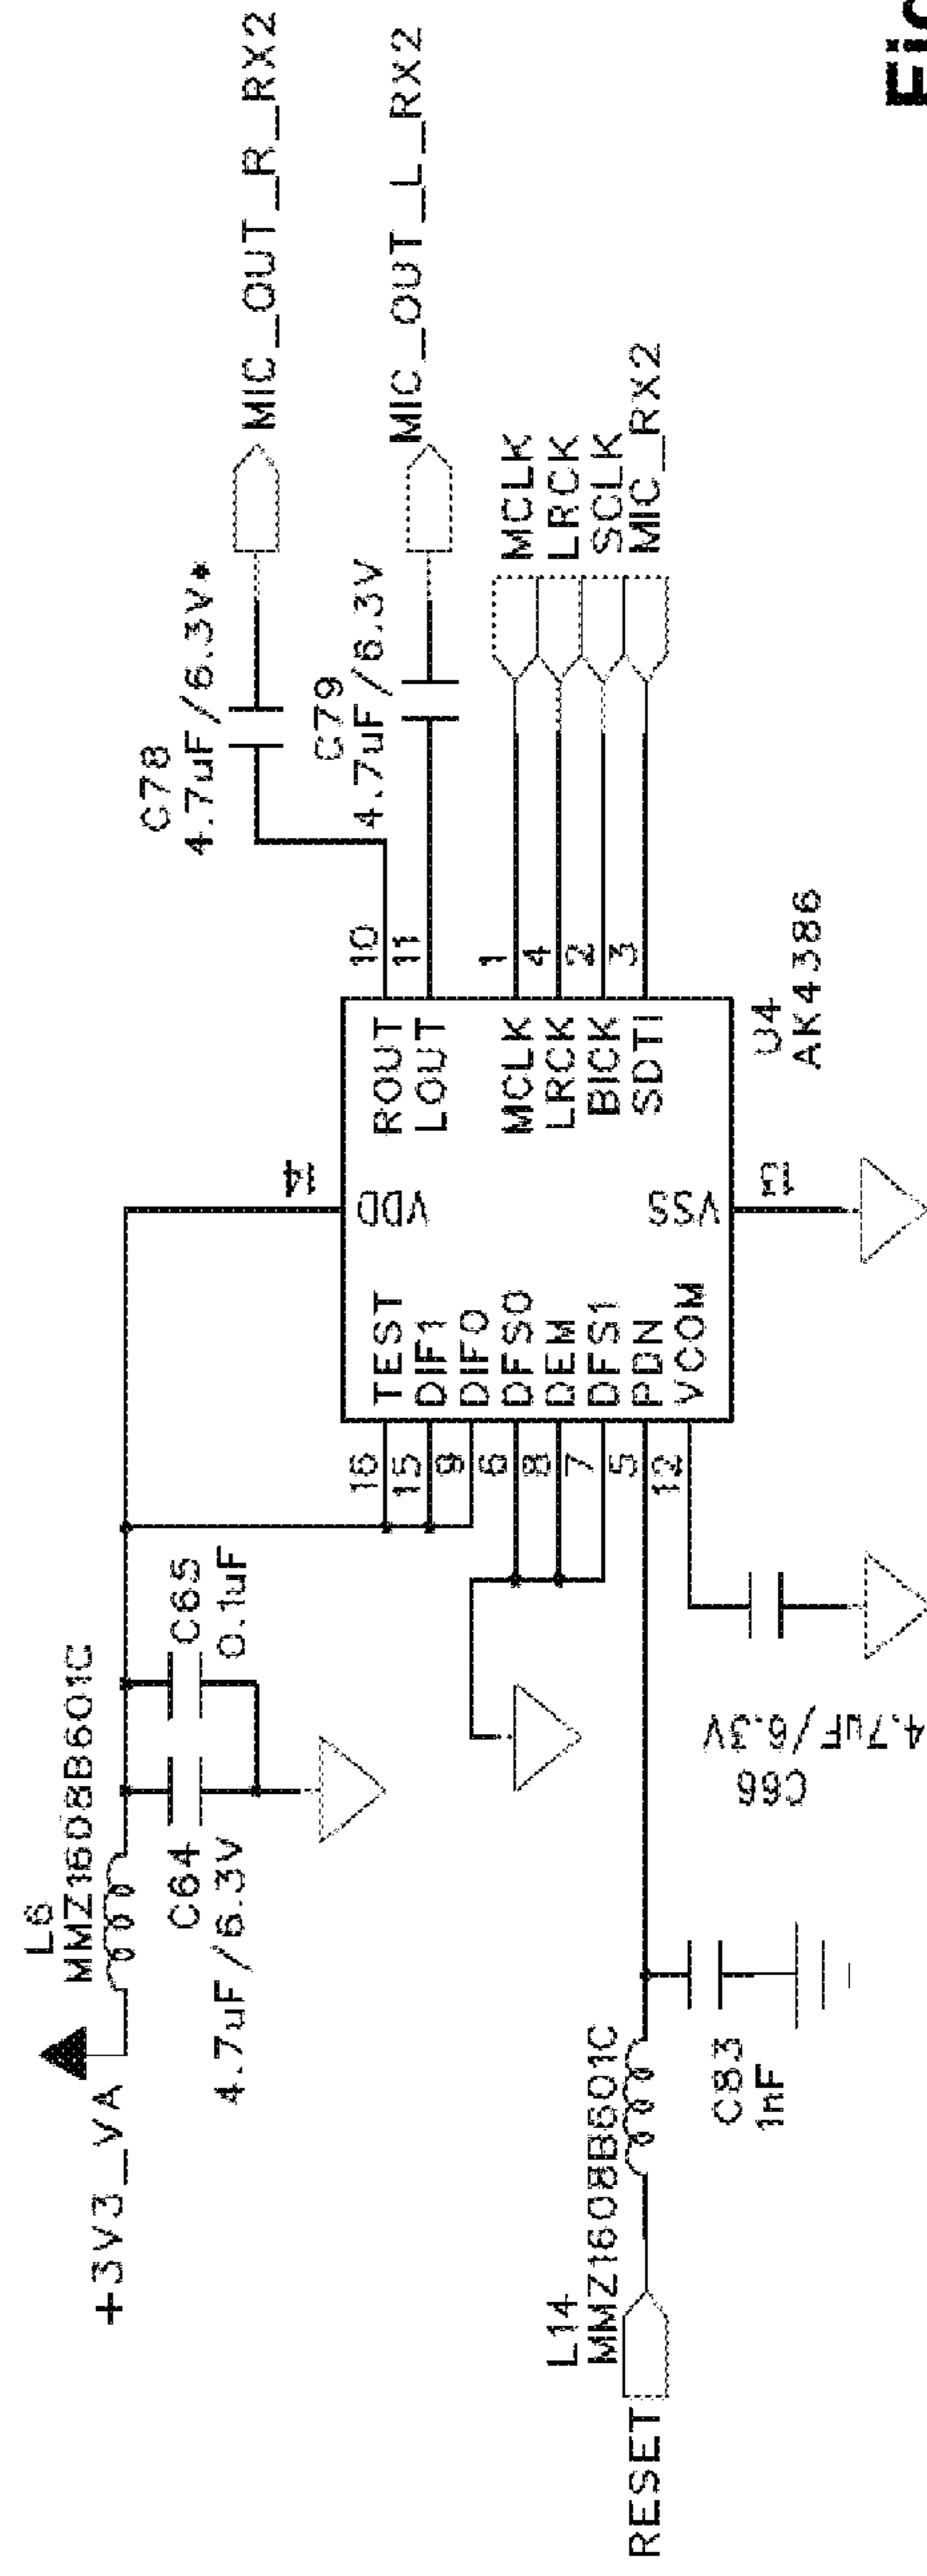 +3V3_VA
L6
MMZ1608B601C
C64
4.7uF/6.3V
C65
0.1uF
RESET
L14
MMZ1608B601C
C83
1nF
C66
4.7uF/6.3V
16 TEST
15 DIF1
9 DIF0
6 DFS0
8 DEM
7 DFS1
5 PDN
12 VCOM
14
VDD
VSS
13
ROUT 10
LOUT 11
MCLK 1
LRCK 4
BICK 2
SDTI 3
U4
AK4386
C78
4.7uF/6.3V*
C79
4.7uF/6.3V
MIC_OUT_R_RX2
MIC_OUT_L_RX2
MCLK
LRCK
SCLK
MIC_RX2